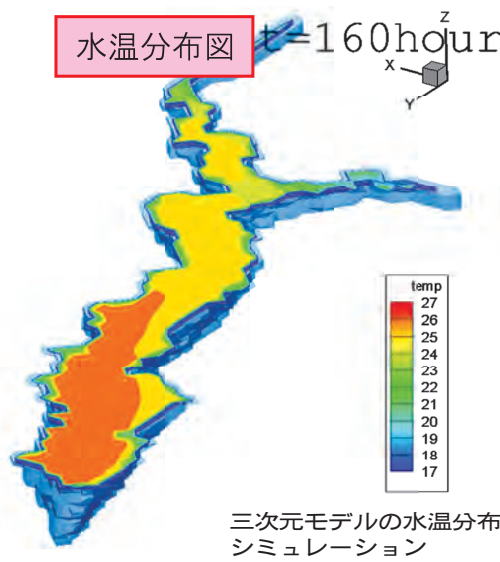 水温分布図
t=160hour
Z
X
Y
temp
27
26
25
24
23
22
21
20
19
18
17
三次元モデルの水温分布
シミュレーション